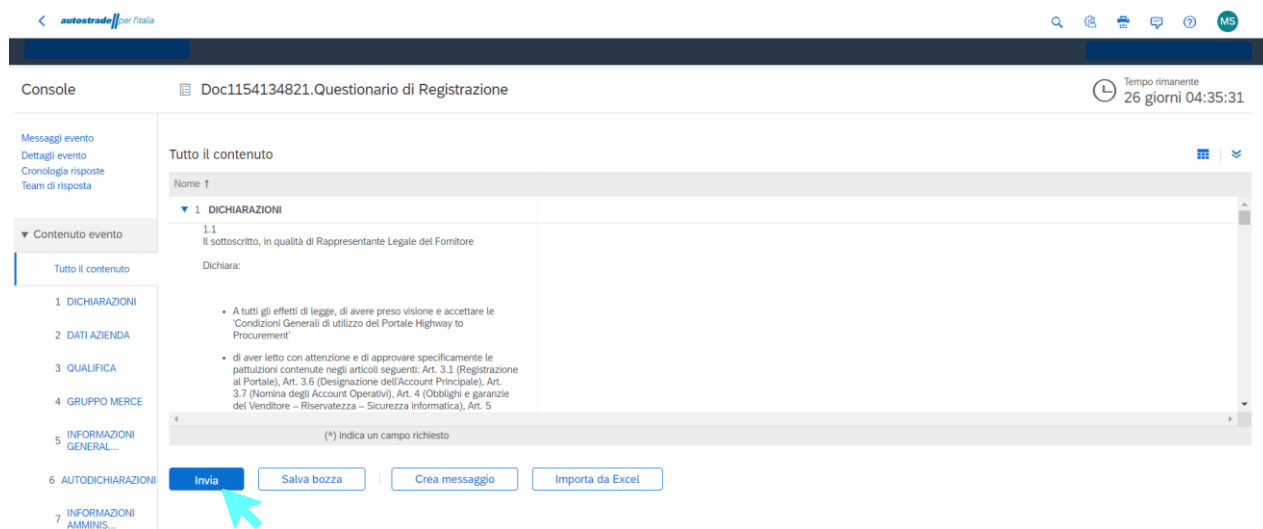 autostrade per l'italia
MS
Console
Doc1154134821.Questionario di Registrazione
Tempo rimanente
26 giorni 04:35:31
Messaggi evento
Dettagli evento
Cronologia risposte
Team di risposta
Contenuto evento
Tutto il contenuto
1 DICHIARAZIONI
2 DATI AZIENDA
3 QUALIFICA
4 GRUPPO MERCE
5 INFORMAZIONI
GENERAL...
6 AUTODICHIARAZIONI
7 INFORMAZIONI
AMMINIS...
Tutto il contenuto
Nome ↑
1 DICHIARAZIONI
1.1
Il sottoscritto, in qualità di Rappresentante Legale del Fornitore
Dichiara:
• A tutti gli effetti di legge, di avere preso visione e accettare le
'Condizioni Generali di utilizzo del Portale Highway to
Procurement'
• di aver letto con attenzione e di approvare specificamente le
pattuizioni contenute negli articoli seguenti: Art. 3.1 (Registrazione
al Portale), Art. 3.6 (Designazione dell'Account Principale), Art.
3.7 (Nomina degli Account Operativi), Art. 4 (Obblighi e garanzie
del Venditore – Riservatezza – Sicurezza informatica), Art. 5
(*) indica un campo richiesto
Invia
Salva bozza
Crea messaggio
Importa da Excel